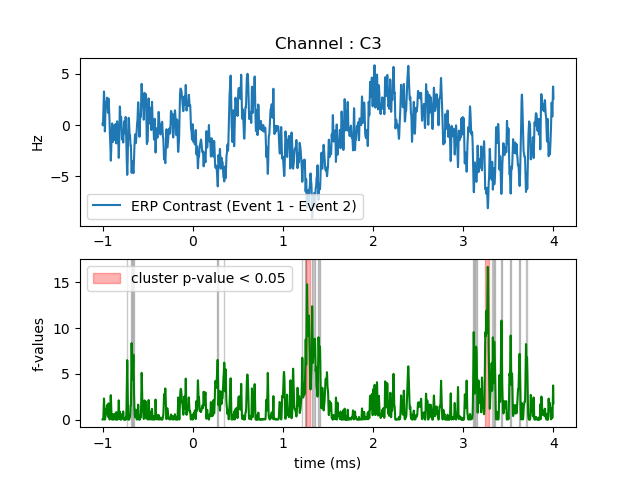 Channel : C3
Hz
5
0
−5
ERP Contrast (Event 1 - Event 2)
−1 0 1 2 3 4
f-values
15
10
5
0
cluster p-value < 0.05
−1 0 1 2 3 4
time (ms)